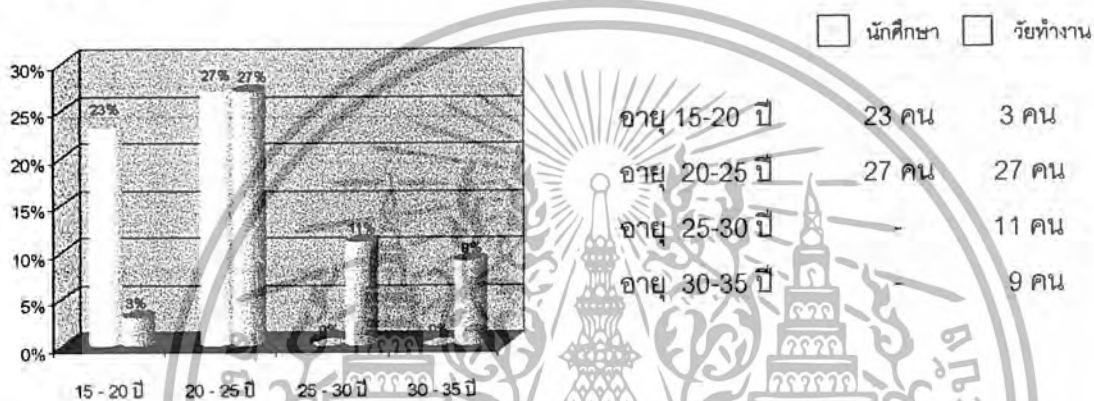 นักศึกษา วัยทำงาน
30%
25%
20%
15%
10%
5%
0%
23%
3%
27%
27%
11%
9%
15 - 20 ปี 20 - 25 ปี 25 - 30 ปี 30 - 35 ปี
อายุ 15-20 ปี 23 คน 3 คน
อายุ 20-25 ปี 27 คน 27 คน
อายุ 25-30 ปี - 11 คน
อายุ 30-35 ปี - 9 คน